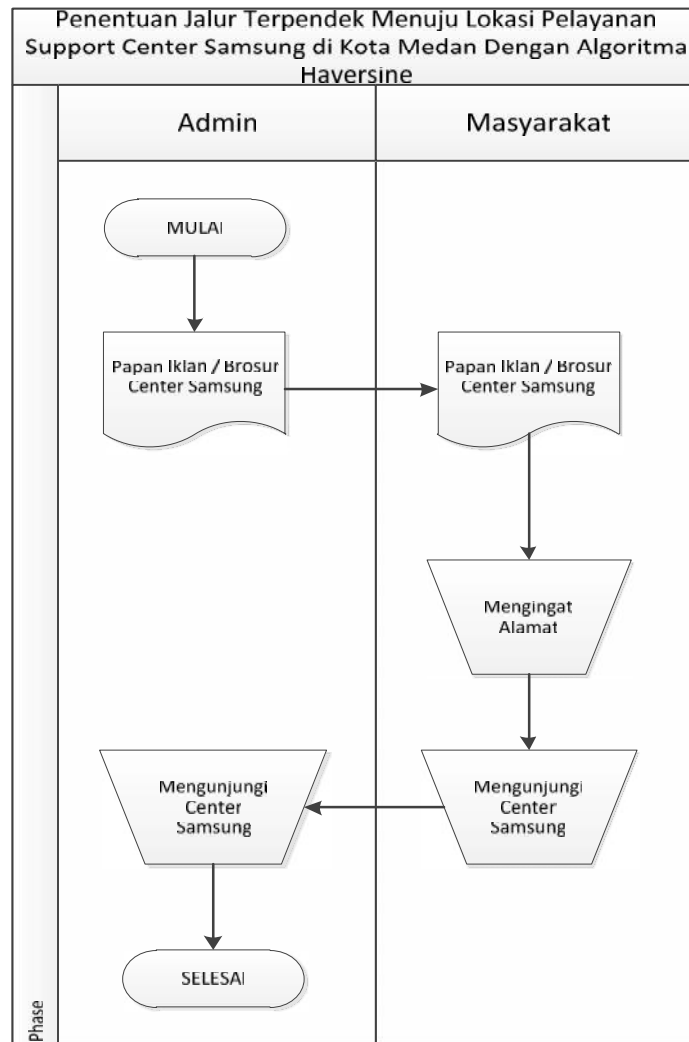 Penentuan Jalur Terpendek Menuju Lokasi Pelayanan
Support Center Samsung di Kota Medan Dengan Algoritma
Haversine
Admin
Masyarakat
MULAI
Papan Iklan / Brosur
Center Samsung
Papan Iklan / Brosur
Center Samsung
Mengingat
Alamat
Mengunjungi
Center
Samsung
Mengunjungi
Center
Samsung
SELESAI
Phase